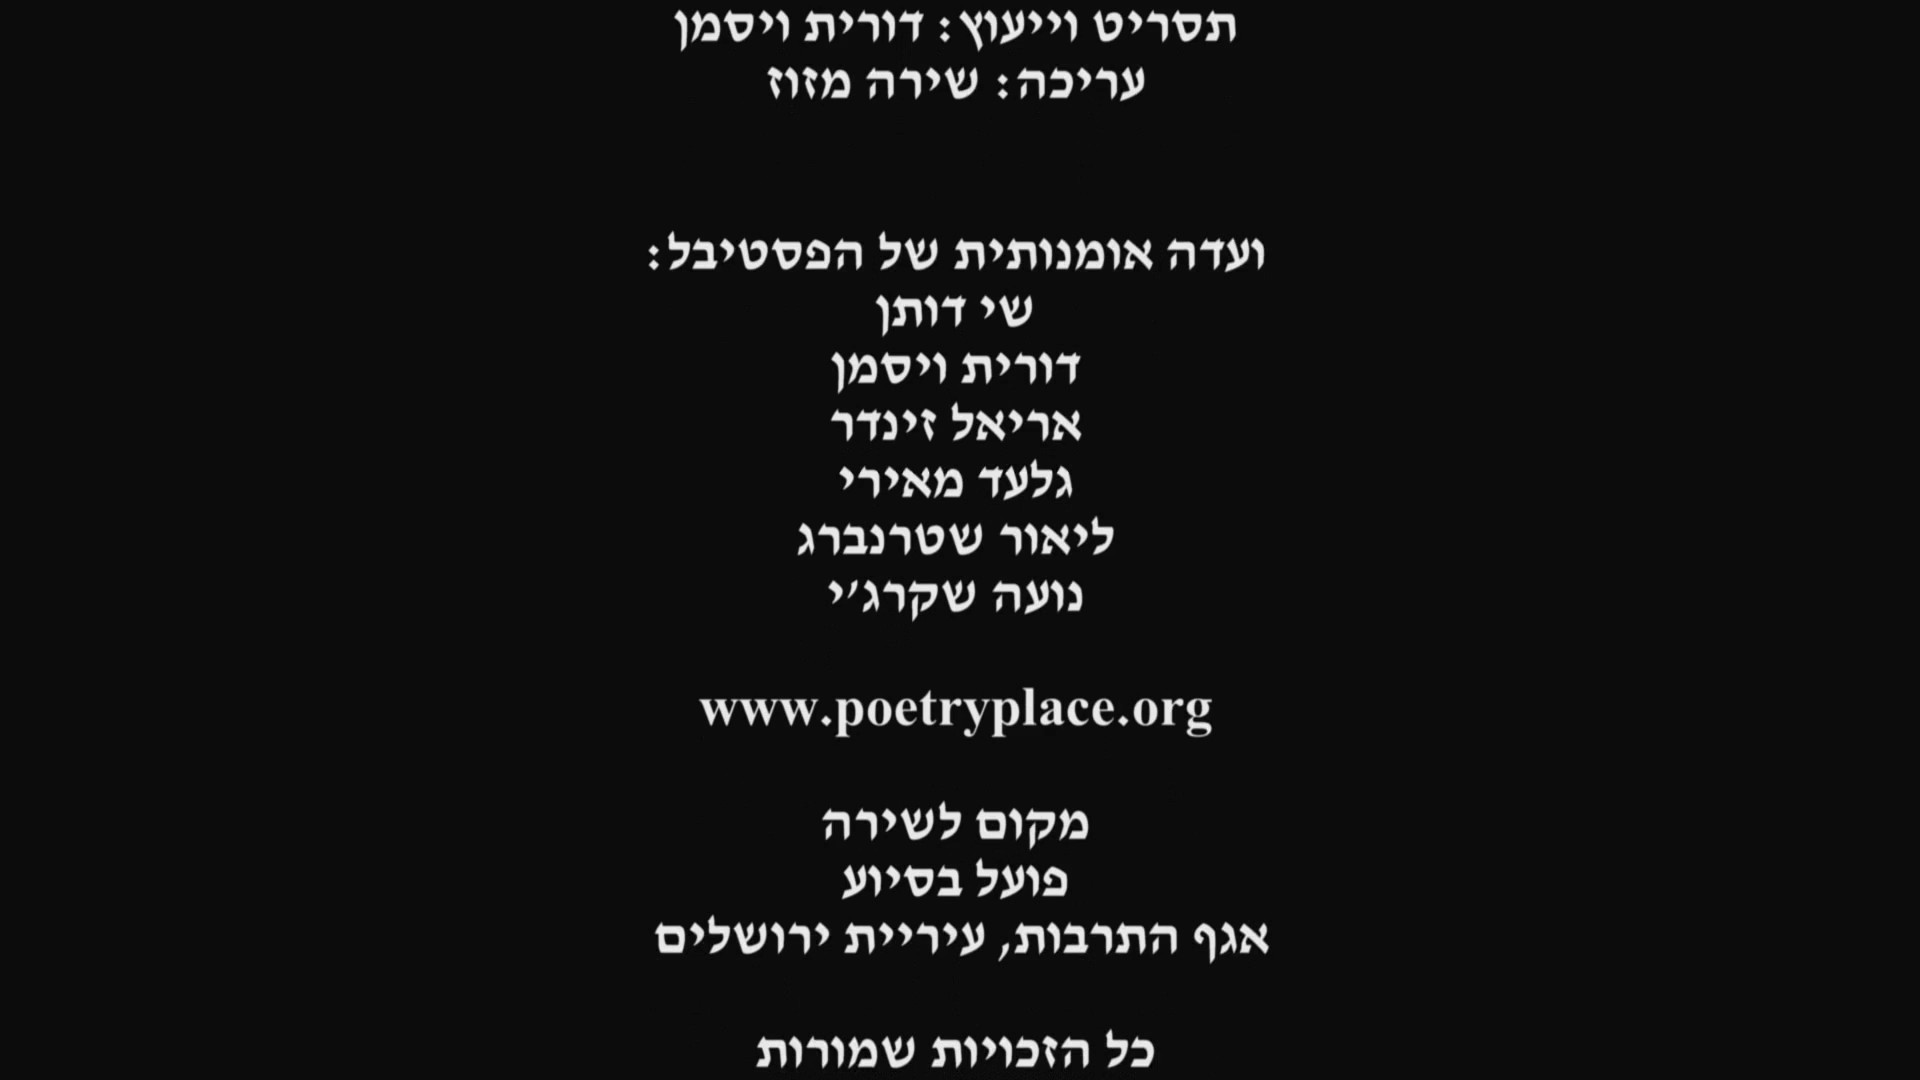 תסריט וייעוץ: דורית ויסמן
עריכה: שירה מזוז
ועדה אומנותית של הפסטיבל:
שי דותן
דורית ויסמן
אריאל זינדר
גלעד מאירי
ליאור שטרנברג
נועה שקרג'י
www.poetryplace.org
מקום לשירה
פועל בסיוע
אגף התרבות, עיריית ירושלים
כל הזכויות שמורות